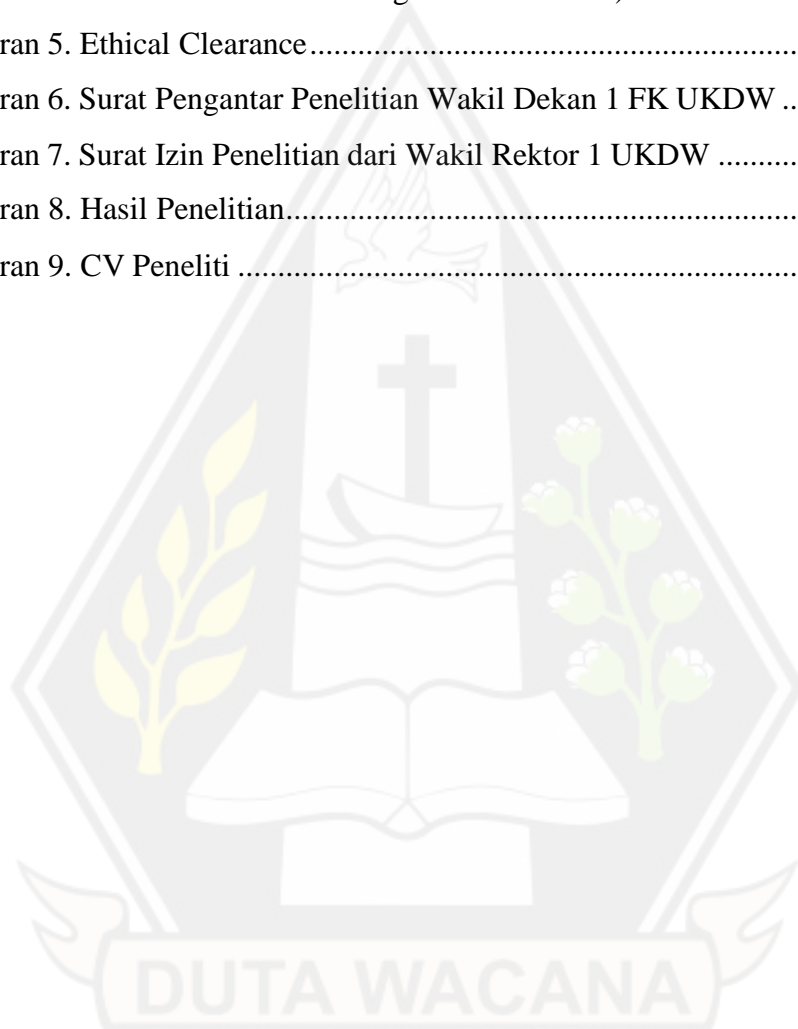 ran 5. Ethical Clearance............................................................
ran 6. Surat Pengantar Penelitian Wakil Dekan 1 FK UKDW ..
ran 7. Surat Izin Penelitian dari Wakil Rektor 1 UKDW ..........
ran 8. Hasil Penelitian...............................................................
ran 9. CV Peneliti .....................................................................
DUTA WACANA